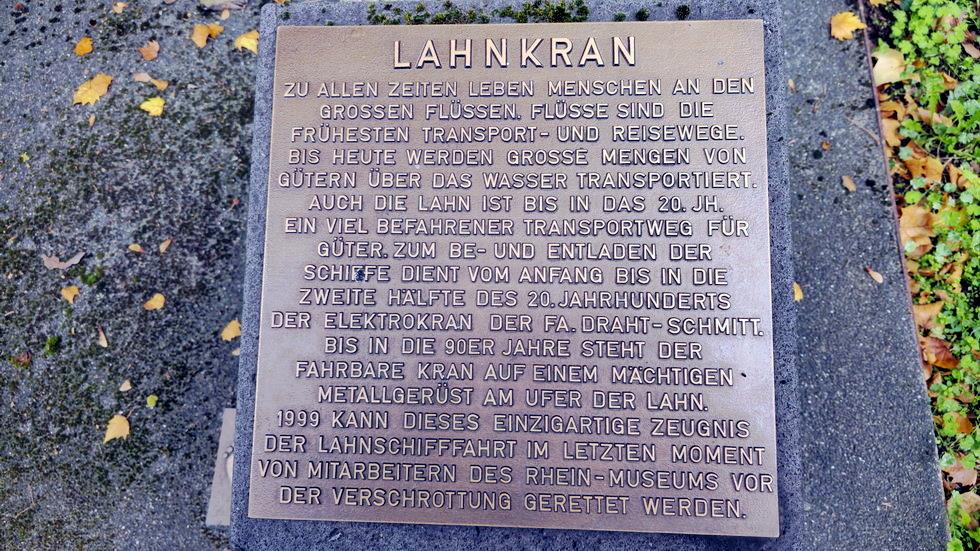 LAHNKRAN
ZU ALLEN ZEITEN LEBEN MENSCHEN AN DEN
GROSSEN FLÜSSEN. FLÜSSE SIND DIE
FRÜHESTEN TRANSPORT- UND REISEWEGE.
BIS HEUTE WERDEN GROSSE MENGEN VON
GÜTERN ÜBER DAS WASSER TRANSPORTIERT.
AUCH DIE LAHN IST BIS IN DAS 20. JH.
EIN VIEL BEFAHRENER TRANSPORTWEG FÜR
GÜTER. ZUM BE- UND ENTLADEN DER
SCHIFFE DIENT VOM ANFANG BIS IN DIE
ZWEITE HÄLFTE DES 20. JAHRHUNDERTS
DER ELEKTROKRAN DER FA. DRAHT-SCHMITT.
BIS IN DIE 90ER JAHRE STEHT DER
FAHRBARE KRAN AUF EINEM MÄCHTIGEN
METALLGERÜST AM UFER DER LAHN.
1999 KANN DIESES EINZIGARTIGE ZEUGNIS
DER LAHNSCHIFFFAHRT IM LETZTEN MOMENT
VON MITARBEITERN DES RHEIN-MUSEUMS VOR
DER VERSCHROTTUNG GERETTET WERDEN.